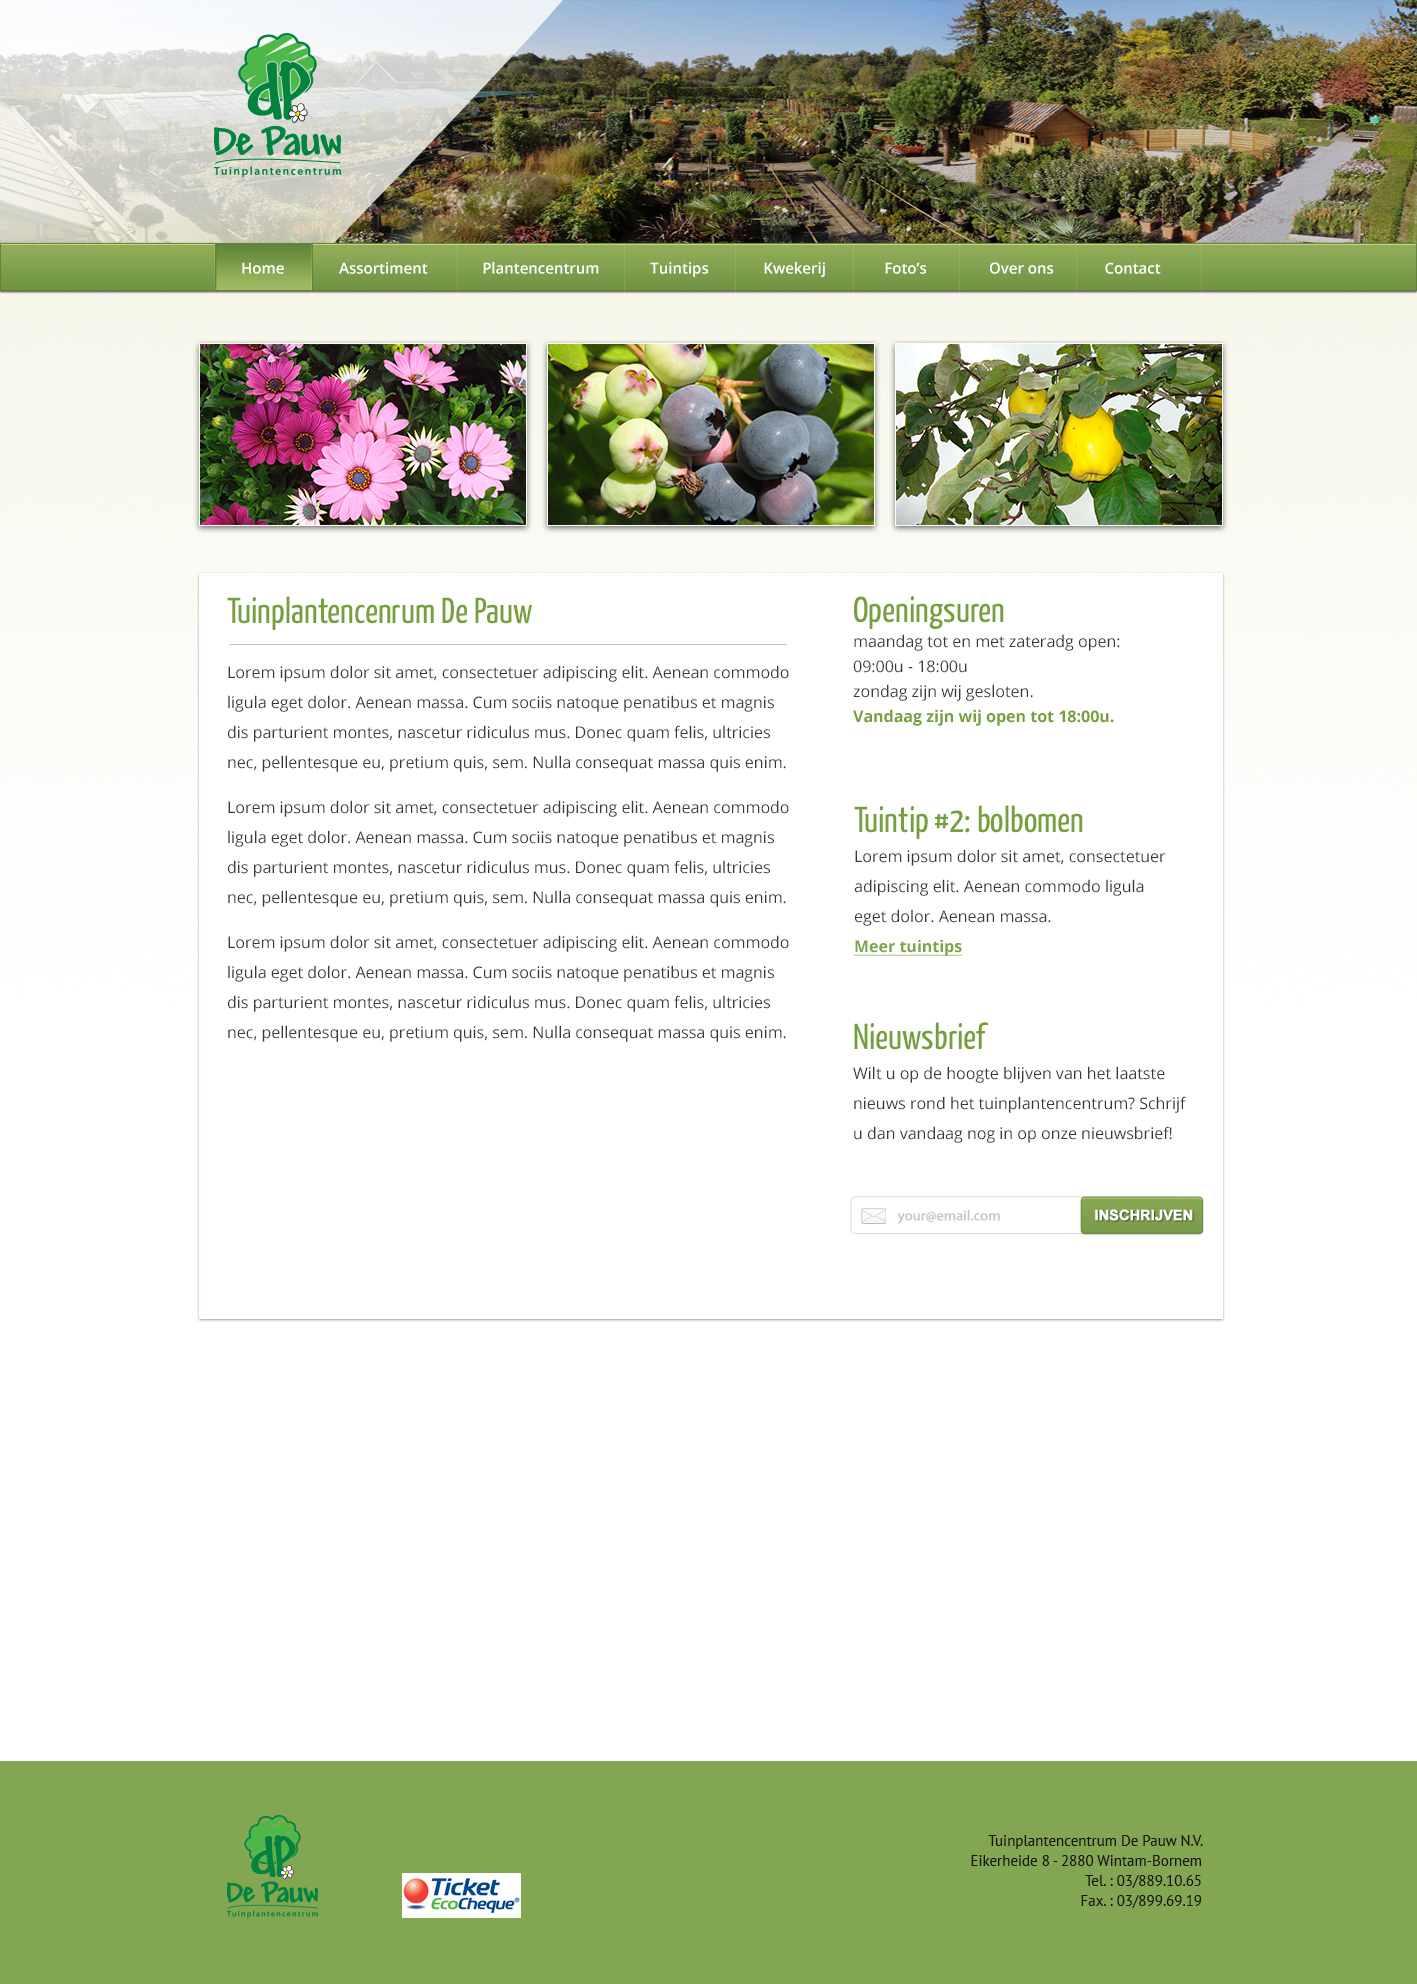 dp
De Pauw
Tuinplantencentrum
Home Assortiment Plantencentrum Tuintips Kwekerij Foto's Over ons Contact
Tuinplantencenrum De Pauw
Lorem ipsum dolor sit amet, consectetuer adipiscing elit. Aenean commodo
ligula eget dolor. Aenean massa. Cum sociis natoque penatibus et magnis
dis parturient montes, nascetur ridiculus mus. Donec quam felis, ultricies
nec, pellentesque eu, pretium quis, sem. Nulla consequat massa quis enim.
Lorem ipsum dolor sit amet, consectetuer adipiscing elit. Aenean commodo
ligula eget dolor. Aenean massa. Cum sociis natoque penatibus et magnis
dis parturient montes, nascetur ridiculus mus. Donec quam felis, ultricies
nec, pellentesque eu, pretium quis, sem. Nulla consequat massa quis enim.
Lorem ipsum dolor sit amet, consectetuer adipiscing elit. Aenean commodo
ligula eget dolor. Aenean massa. Cum sociis natoque penatibus et magnis
dis parturient montes, nascetur ridiculus mus. Donec quam felis, ultricies
nec, pellentesque eu, pretium quis, sem. Nulla consequat massa quis enim.
Openingsuren
maandag tot en met zateradg open:
09:00u - 18:00u
zondag zijn wij gesloten.
Vandaag zijn wij open tot 18:00u.
Tuintip #2: bolbomen
Lorem ipsum dolor sit amet, consectetuer
adipiscing elit. Aenean commodo ligula
eget dolor. Aenean massa.
Meer tuintips
Nieuwsbrief
Wilt u op de hoogte blijven van het laatste
nieuws rond het tuinplantencentrum? Schrijf
u dan vandaag nog in op onze nieuwsbrief!
your@email.com INSCHRIJVEN
dp
De Pauw
Tuinplantencentrum
Ticket
EcoCheque®
Tuinplantencentrum De Pauw N.V.
Eikerheide 8 - 2880 Wintam-Bornem
Tel. : 03/889.10.65
Fax. : 03/899.69.19